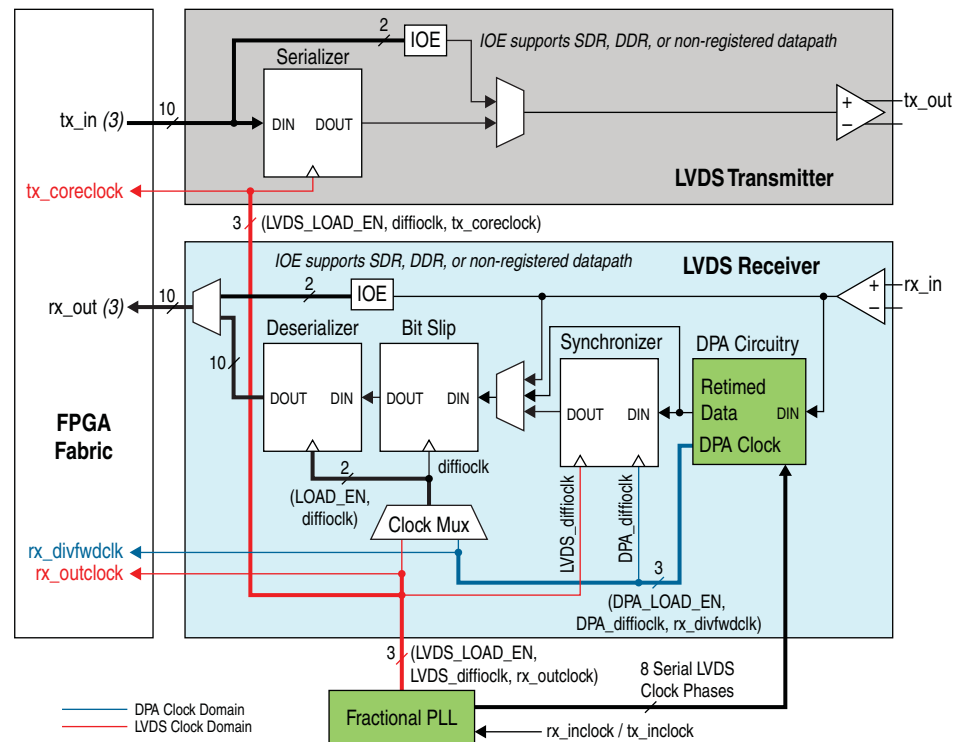 2
IOE
IOE supports SDR, DDR, or non-registered datapath
Serializer
10
tx_in (3)
DIN
DOUT
+
−
tx_out
tx_coreclock
LVDS Transmitter
3
(LVDS_LOAD_EN, diffioclk, tx_coreclock)
IOE supports SDR, DDR, or non-registered datapath
LVDS Receiver
rx_out (3)
10
2
IOE
+
−
rx_in
Deserializer
Bit Slip
Synchronizer
DPA Circuitry
10
DOUT
DIN
DOUT
DIN
DOUT
DIN
Retimed
Data
DIN
DPA Clock
FPGA
Fabric
2
(LOAD_EN,
diffioclk)
diffioclk
Clock Mux
LVDS_diffioclk
DPA_diffioclk
3
rx_divfwdclk
rx_outclock
(DPA_LOAD_EN,
DPA_diffioclk, rx_divfwdclk)
3
(LVDS_LOAD_EN,
LVDS_diffioclk, rx_outclock)
8 Serial LVDS
Clock Phases
DPA Clock Domain
LVDS Clock Domain
Fractional PLL
rx_inclock / tx_inclock